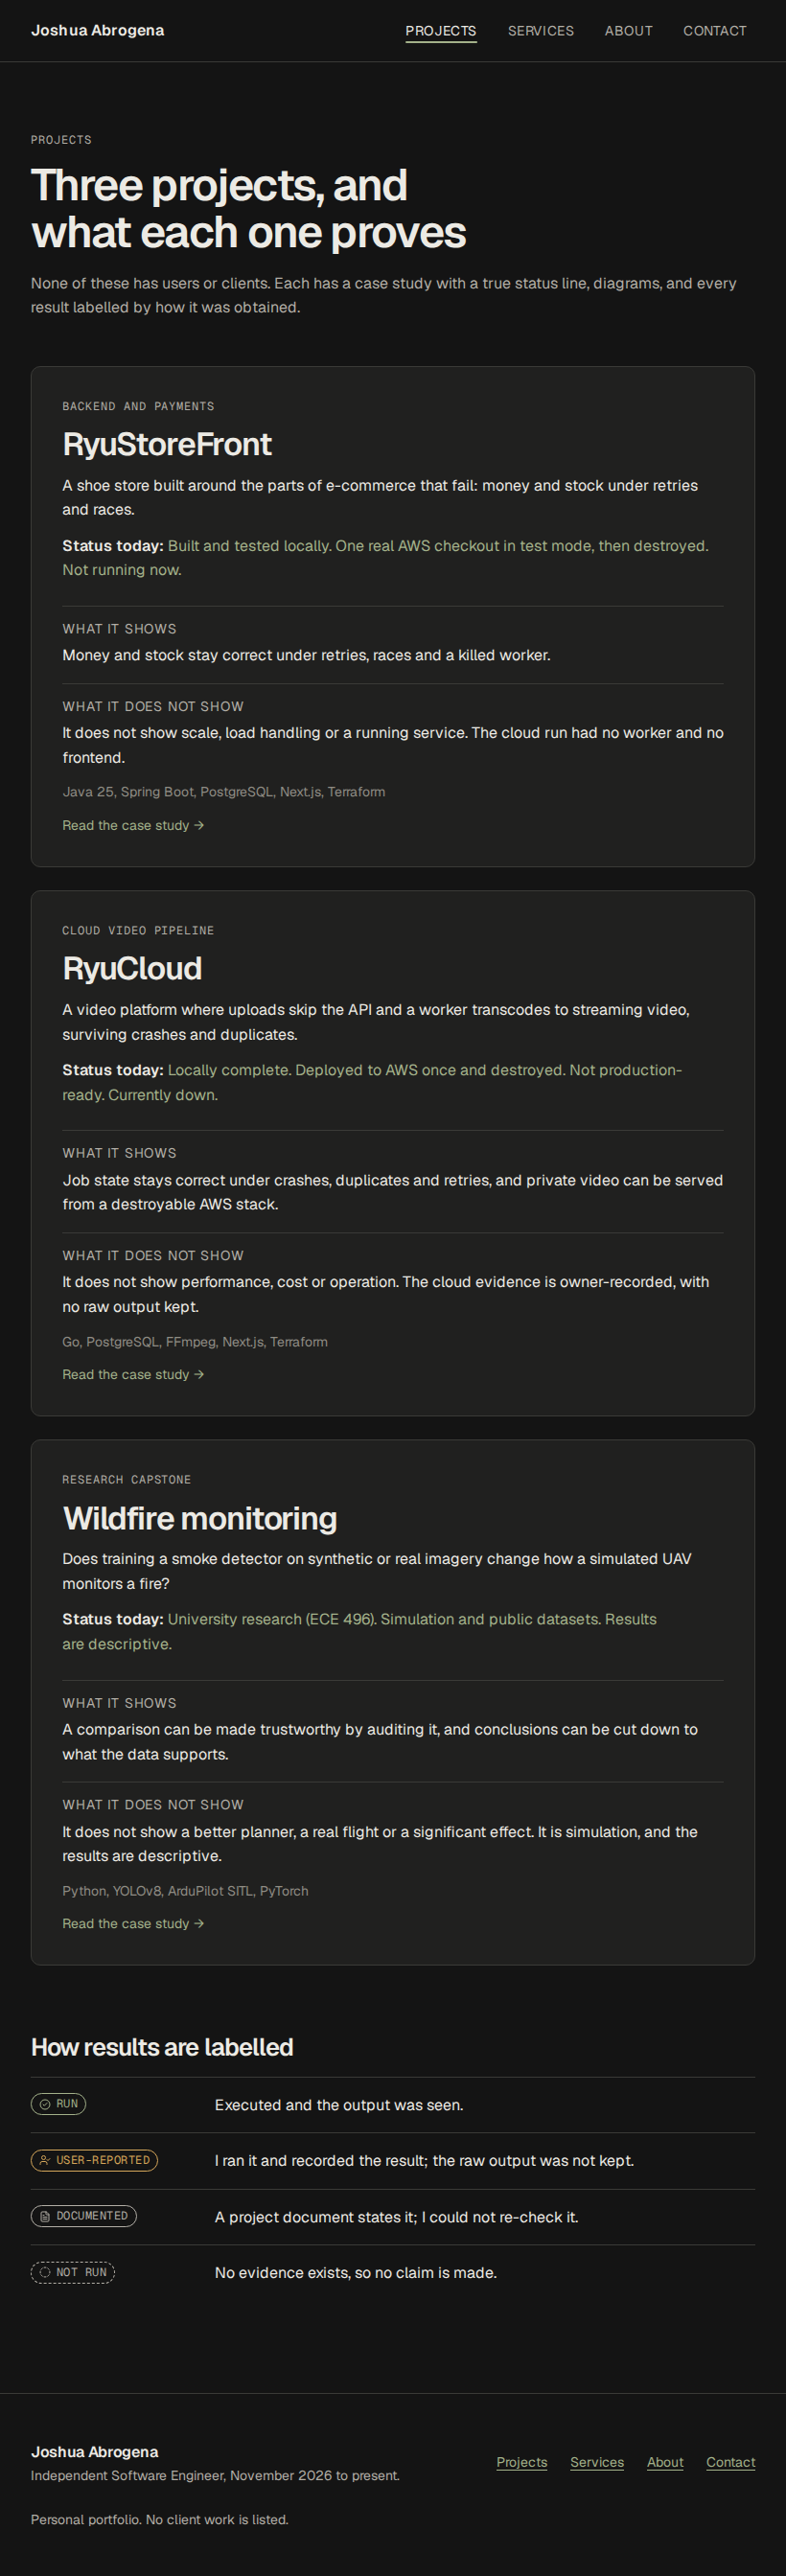 Joshua Abrogena
PROJECTS
SERVICES
ABOUT
CONTACT
PROJECTS
Three projects, and
what each one proves
None of these has users or clients. Each has a case study with a true status line, diagrams, and every
result labelled by how it was obtained.
BACKEND AND PAYMENTS
RyuStoreFront
A shoe store built around the parts of e-commerce that fail: money and stock under retries
and races.
Status today: Built and tested locally. One real AWS checkout in test mode, then destroyed.
Not running now.
WHAT IT SHOWS
Money and stock stay correct under retries, races and a killed worker.
WHAT IT DOES NOT SHOW
It does not show scale, load handling or a running service. The cloud run had no worker and no
frontend.
Java 25, Spring Boot, PostgreSQL, Next.js, Terraform
Read the case study →
CLOUD VIDEO PIPELINE
RyuCloud
A video platform where uploads skip the API and a worker transcodes to streaming video,
surviving crashes and duplicates.
Status today: Locally complete. Deployed to AWS once and destroyed. Not production-
ready. Currently down.
WHAT IT SHOWS
Job state stays correct under crashes, duplicates and retries, and private video can be served
from a destroyable AWS stack.
WHAT IT DOES NOT SHOW
It does not show performance, cost or operation. The cloud evidence is owner-recorded, with
no raw output kept.
Go, PostgreSQL, FFmpeg, Next.js, Terraform
Read the case study →
RESEARCH CAPSTONE
Wildfire monitoring
Does training a smoke detector on synthetic or real imagery change how a simulated UAV
monitors a fire?
Status today: University research (ECE 496). Simulation and public datasets. Results
are descriptive.
WHAT IT SHOWS
A comparison can be made trustworthy by auditing it, and conclusions can be cut down to
what the data supports.
WHAT IT DOES NOT SHOW
It does not show a better planner, a real flight or a significant effect. It is simulation, and the
results are descriptive.
Python, YOLOv8, ArduPilot SITL, PyTorch
Read the case study →
How results are labelled
RUN
Executed and the output was seen.
USER-REPORTED
I ran it and recorded the result; the raw output was not kept.
DOCUMENTED
A project document states it; I could not re-check it.
NOT RUN
No evidence exists, so no claim is made.
Joshua Abrogena
Independent Software Engineer, November 2026 to present.
Projects
Services
About
Contact
Personal portfolio. No client work is listed.